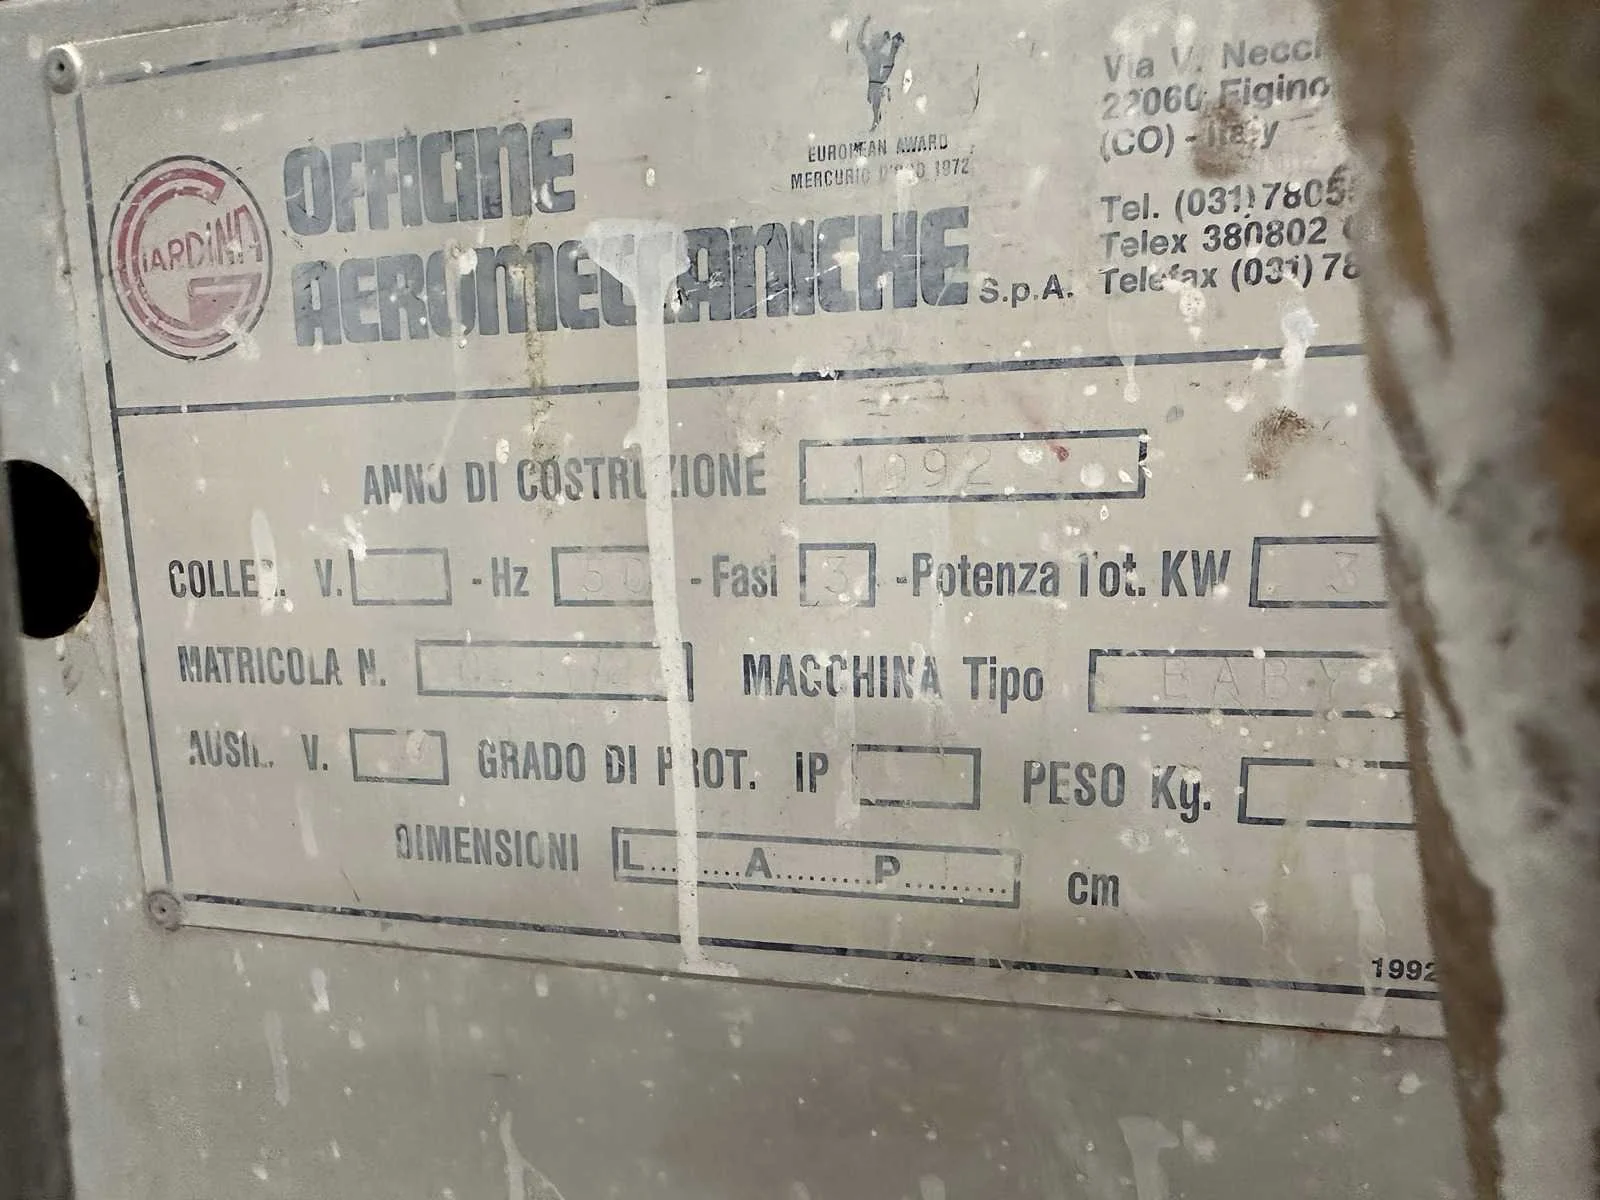 GIARDINA
OFFICINE
AEROMECCANICHE S.p.A.
EUROPEAN AWARD
MERCURIO D'ORO 1972
Via V. Necchi
22060 Figino
(CO) - Italy
Tel. (031) 7805
Telex 380802
Telefax (031) 78
ANNO DI COSTRUZIONE 1992
COLLEG. V. - Hz 50 - Fasi 3 - Potenza Tot. KW 3
MATRICOLA N. MACCHINA Tipo BABY
AUSIL. V. GRADO DI PROT. IP PESO Kg.
DIMENSIONI L........A.........P......... cm
1992